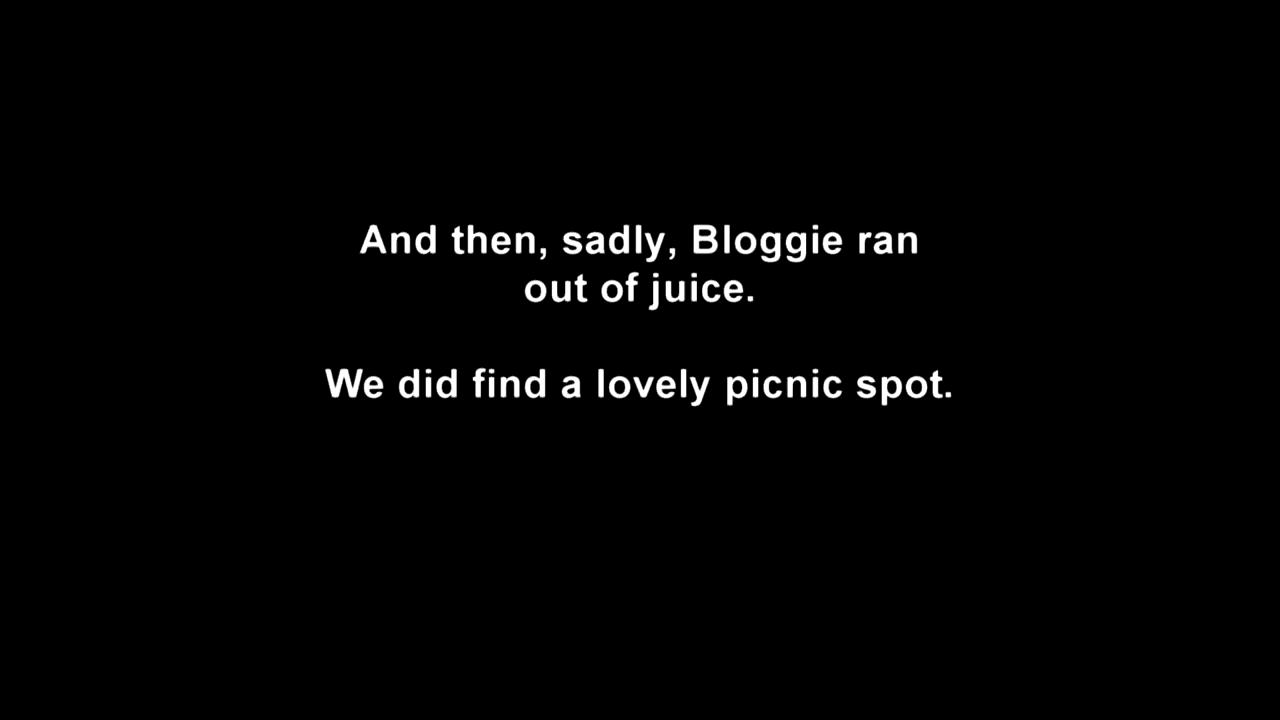 And then, sadly, Bloggie ran
out of juice.
We did find a lovely picnic spot.